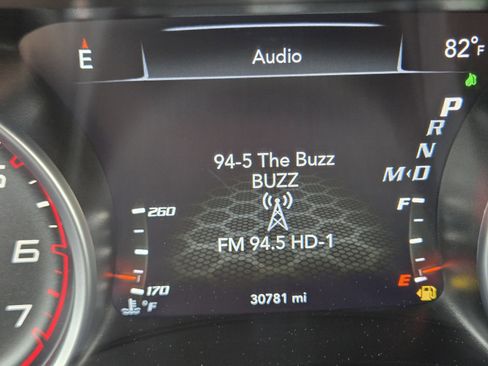 E
Audio
82°F
P
R
N
M‹D
94-5 The Buzz
BUZZ
FM 94.5 HD-1
260
170
°F
F
E
30781 mi
6
7